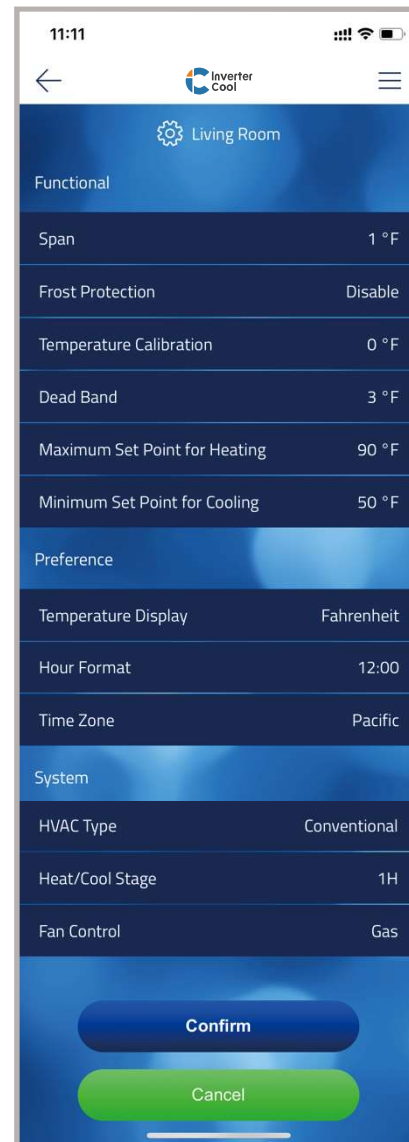 11:11
Inverter
Cool
Living Room
Functional
Span 1 °F
Frost Protection Disable
Temperature Calibration 0 °F
Dead Band 3 °F
Maximum Set Point for Heating 90 °F
Minimum Set Point for Cooling 50 °F
Preference
Temperature Display Fahrenheit
Hour Format 12:00
Time Zone Pacific
System
HVAC Type Conventional
Heat/Cool Stage 1H
Fan Control Gas
Confirm
Cancel